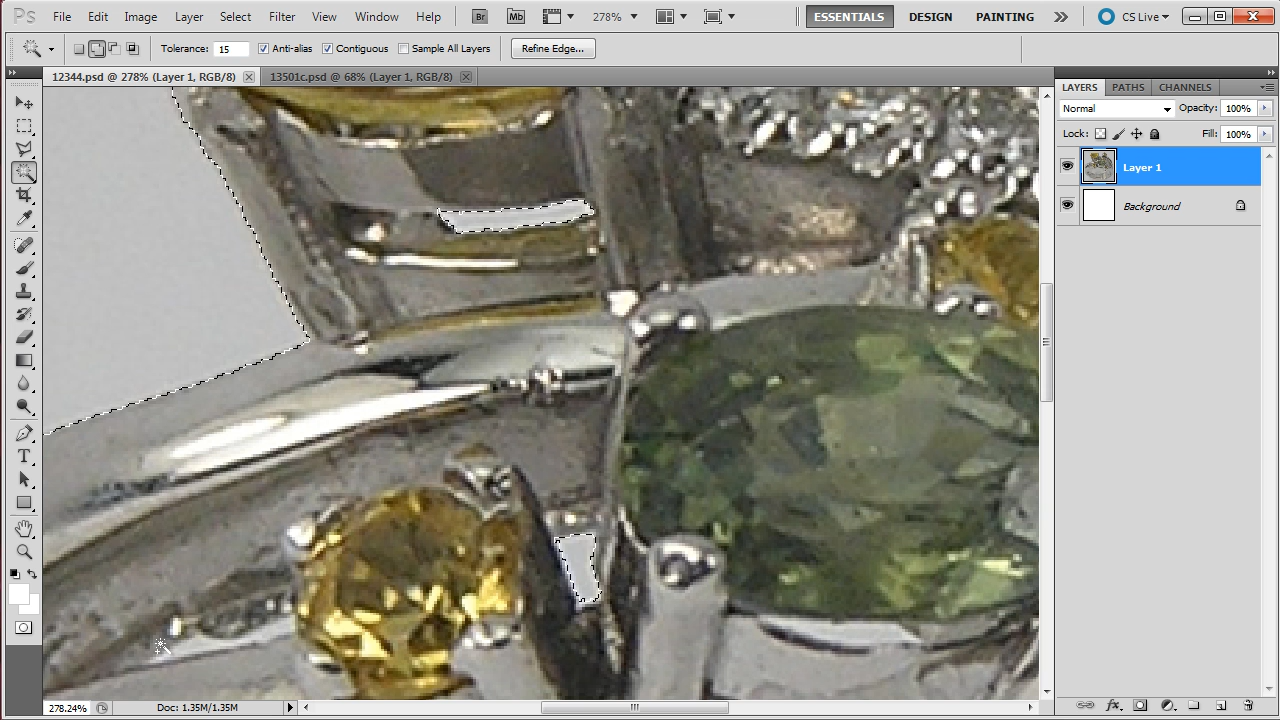 Ps File Edit Image Layer Select Filter View Window Help Br Mb 278% ESSENTIALS DESIGN PAINTING CS Live
Tolerance: 15 Anti-alias Contiguous Sample All Layers Refine Edge...
12344.psd @ 278% (Layer 1, RGB/8) 13501c.psd @ 68% (Layer 1, RGB/8)
LAYERS PATHS CHANNELS
Normal Opacity: 100%
Lock: Fill: 100%
Layer 1
Background
T
278.24% Doc: 1.35M/1.35M
fx